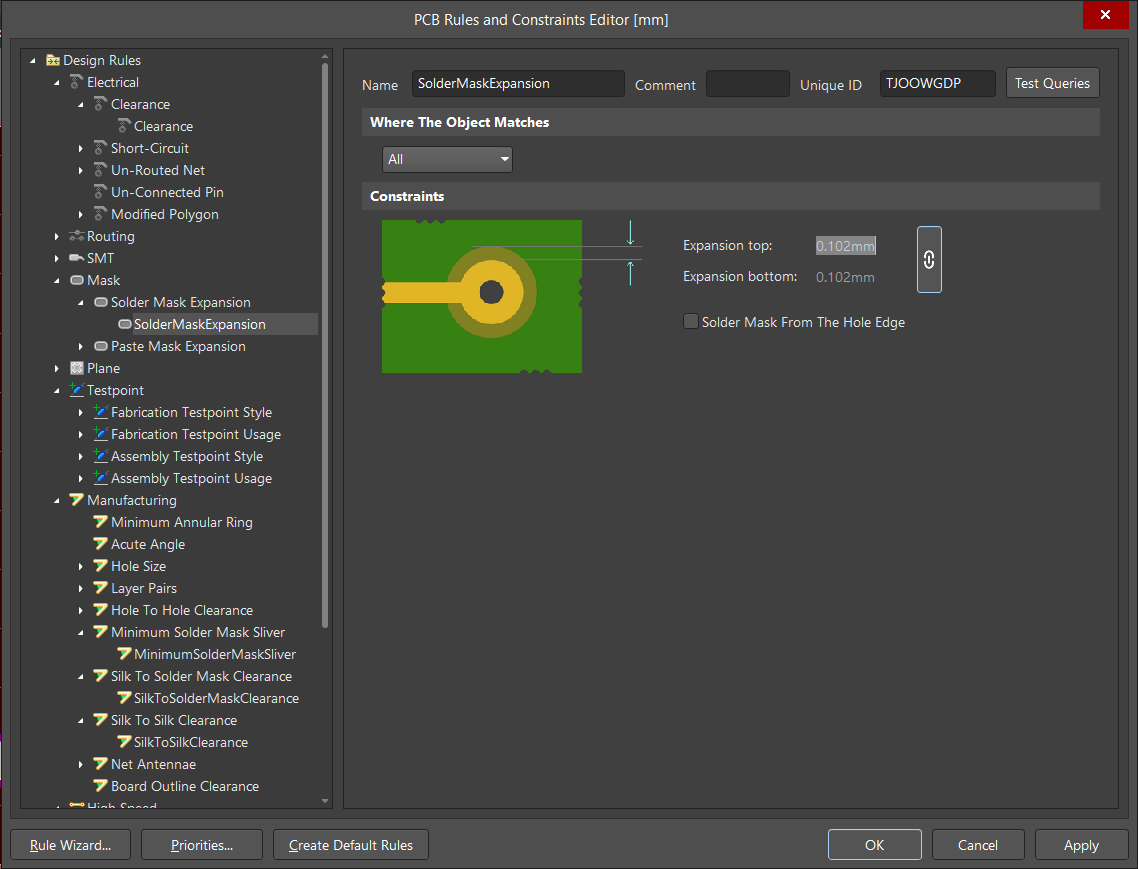 PCB Rules and Constraints Editor [mm]
Design Rules
Electrical
Clearance
Clearance
Short-Circuit
Un-Routed Net
Un-Connected Pin
Modified Polygon
Routing
SMT
Mask
Solder Mask Expansion
SolderMaskExpansion
Paste Mask Expansion
Plane
Testpoint
Fabrication Testpoint Style
Fabrication Testpoint Usage
Assembly Testpoint Style
Assembly Testpoint Usage
Manufacturing
Minimum Annular Ring
Acute Angle
Hole Size
Layer Pairs
Hole To Hole Clearance
Minimum Solder Mask Sliver
MinimumSolderMaskSliver
Silk To Solder Mask Clearance
SilkToSolderMaskClearance
Silk To Silk Clearance
SilkToSilkClearance
Net Antennae
Board Outline Clearance
High Speed
Name SolderMaskExpansion Comment Unique ID TJOOWGDP Test Queries
Where The Object Matches
All
Constraints
Expansion top: 0.102mm
Expansion bottom: 0.102mm
Solder Mask From The Hole Edge
Rule Wizard... Priorities... Create Default Rules OK Cancel Apply